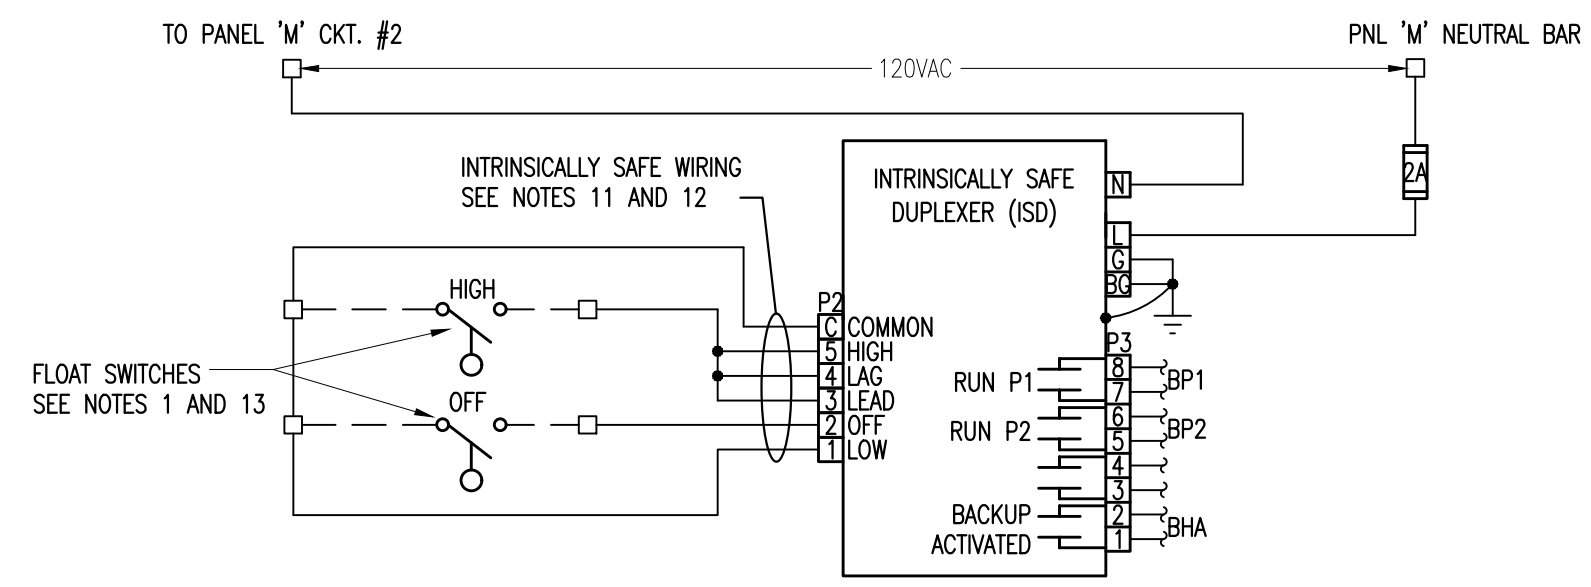 TO PANEL 'M' CKT. #2
PNL 'M' NEUTRAL BAR
120VAC
INTRINSICALLY SAFE WIRING
SEE NOTES 11 AND 12
INTRINSICALLY SAFE
DUPLEXER (ISD)
2A
N
L
G
BG
HIGH
OFF
FLOAT SWITCHES
SEE NOTES 1 AND 13
P2
C COMMON
5 HIGH
4 LAG
3 LEAD
2 OFF
1 LOW
P3
RUN P1
8
7
BP1
RUN P2
6
5
BP2
4
3
BACKUP
ACTIVATED
2
1
BHA